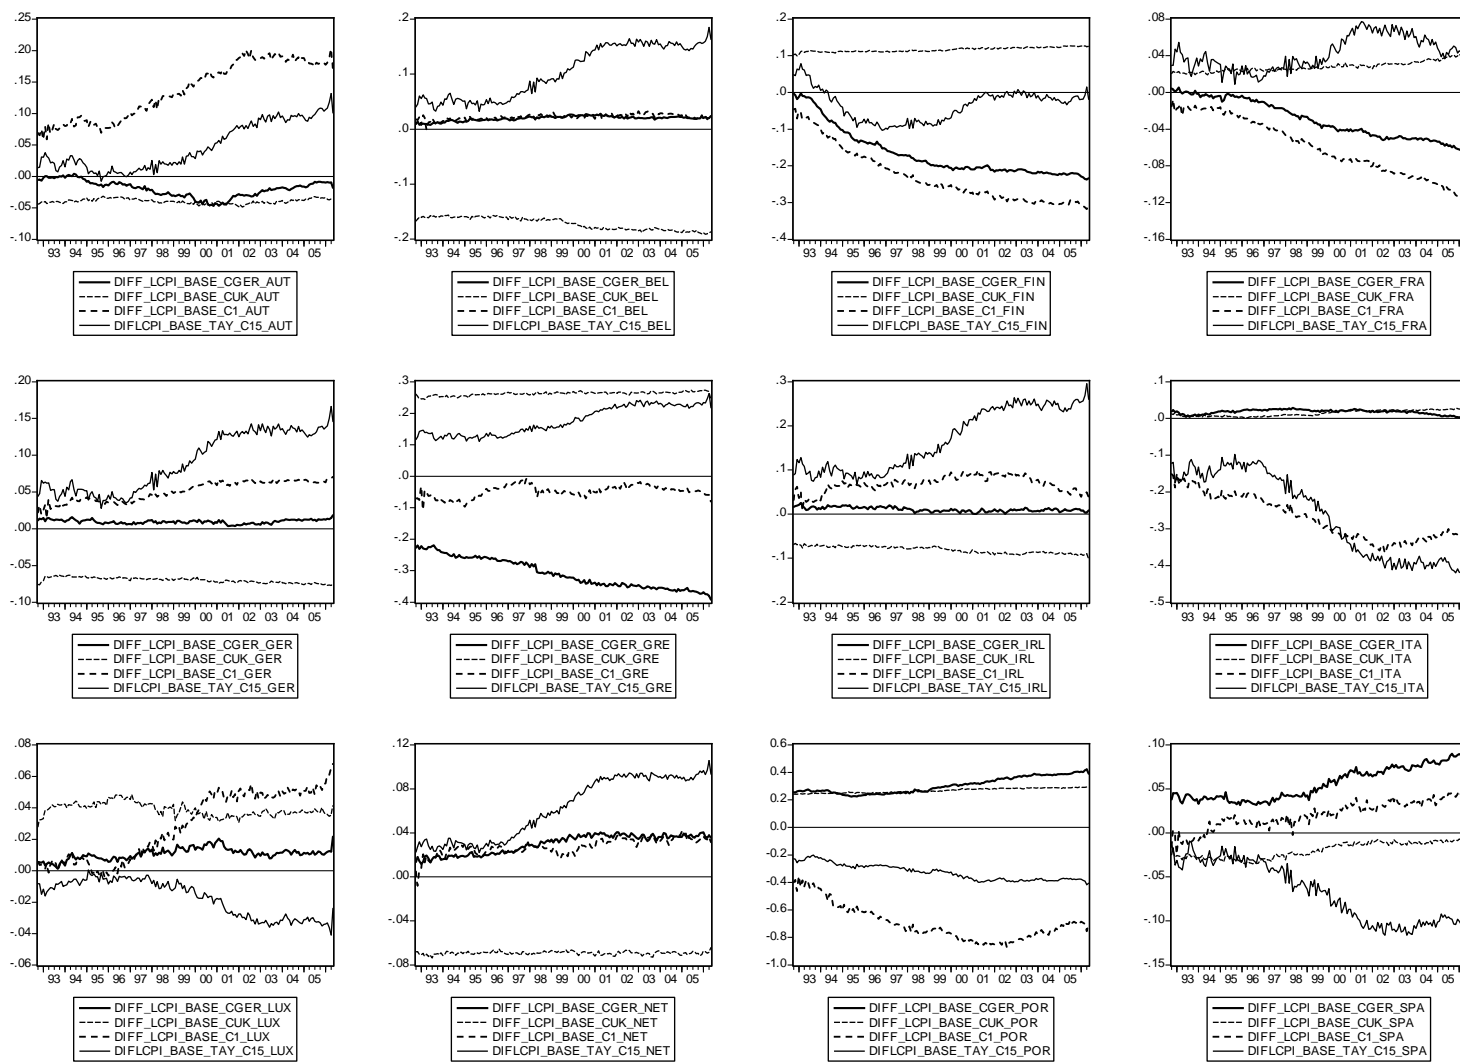 .25
.20
.15
.10
.05
.00
-.05
-.10
93 94 95 96 97 98 99 00 01 02 03 04 05
DIFF_LCPI_BASE_CGER_AUT
DIFF_LCPI_BASE_CUK_AUT
DIFF_LCPI_BASE_C1_AUT
DIFLCPI_BASE_TAY_C15_AUT
.2
.1
.0
-.1
-.2
93 94 95 96 97 98 99 00 01 02 03 04 05
DIFF_LCPI_BASE_CGER_BEL
DIFF_LCPI_BASE_CUK_BEL
DIFF_LCPI_BASE_C1_BEL
DIFLCPI_BASE_TAY_C15_BEL
.2
.1
.0
-.1
-.2
-.3
-.4
93 94 95 96 97 98 99 00 01 02 03 04 05
DIFF_LCPI_BASE_CGER_FIN
DIFF_LCPI_BASE_CUK_FIN
DIFF_LCPI_BASE_C1_FIN
DIFLCPI_BASE_TAY_C15_FIN
.08
.04
.00
-.04
-.08
-.12
-.16
93 94 95 96 97 98 99 00 01 02 03 04 05
DIFF_LCPI_BASE_CGER_FRA
DIFF_LCPI_BASE_CUK_FRA
DIFF_LCPI_BASE_C1_FRA
DIFLCPI_BASE_TAY_C15_FRA
.20
.15
.10
.05
.00
-.05
-.10
93 94 95 96 97 98 99 00 01 02 03 04 05
DIFF_LCPI_BASE_CGER_GER
DIFF_LCPI_BASE_CUK_GER
DIFF_LCPI_BASE_C1_GER
DIFLCPI_BASE_TAY_C15_GER
.3
.2
.1
.0
-.1
-.2
-.3
-.4
93 94 95 96 97 98 99 00 01 02 03 04 05
DIFF_LCPI_BASE_CGER_GRE
DIFF_LCPI_BASE_CUK_GRE
DIFF_LCPI_BASE_C1_GRE
DIFLCPI_BASE_TAY_C15_GRE
.3
.2
.1
.0
-.1
-.2
93 94 95 96 97 98 99 00 01 02 03 04 05
DIFF_LCPI_BASE_CGER_IRL
DIFF_LCPI_BASE_CUK_IRL
DIFF_LCPI_BASE_C1_IRL
DIFLCPI_BASE_TAY_C15_IRL
.1
.0
-.1
-.2
-.3
-.4
-.5
93 94 95 96 97 98 99 00 01 02 03 04 05
DIFF_LCPI_BASE_CGER_ITA
DIFF_LCPI_BASE_CUK_ITA
DIFF_LCPI_BASE_C1_ITA
DIFLCPI_BASE_TAY_C15_ITA
.08
.06
.04
.02
.00
-.02
-.04
-.06
93 94 95 96 97 98 99 00 01 02 03 04 05
DIFF_LCPI_BASE_CGER_LUX
DIFF_LCPI_BASE_CUK_LUX
DIFF_LCPI_BASE_C1_LUX
DIFLCPI_BASE_TAY_C15_LUX
.12
.08
.04
.00
-.04
-.08
93 94 95 96 97 98 99 00 01 02 03 04 05
DIFF_LCPI_BASE_CGER_NET
DIFF_LCPI_BASE_CUK_NET
DIFF_LCPI_BASE_C1_NET
DIFLCPI_BASE_TAY_C15_NET
0.6
0.4
0.2
0.0
-0.2
-0.4
-0.6
-0.8
-1.0
93 94 95 96 97 98 99 00 01 02 03 04 05
DIFF_LCPI_BASE_CGER_POR
DIFF_LCPI_BASE_CUK_POR
DIFF_LCPI_BASE_C1_POR
DIFLCPI_BASE_TAY_C15_POR
.10
.05
.00
-.05
-.10
-.15
93 94 95 96 97 98 99 00 01 02 03 04 05
DIFF_LCPI_BASE_CGER_SPA
DIFF_LCPI_BASE_CUK_SPA
DIFF_LCPI_BASE_C1_SPA
DIFLCPI_BASE_TAY_C15_SPA